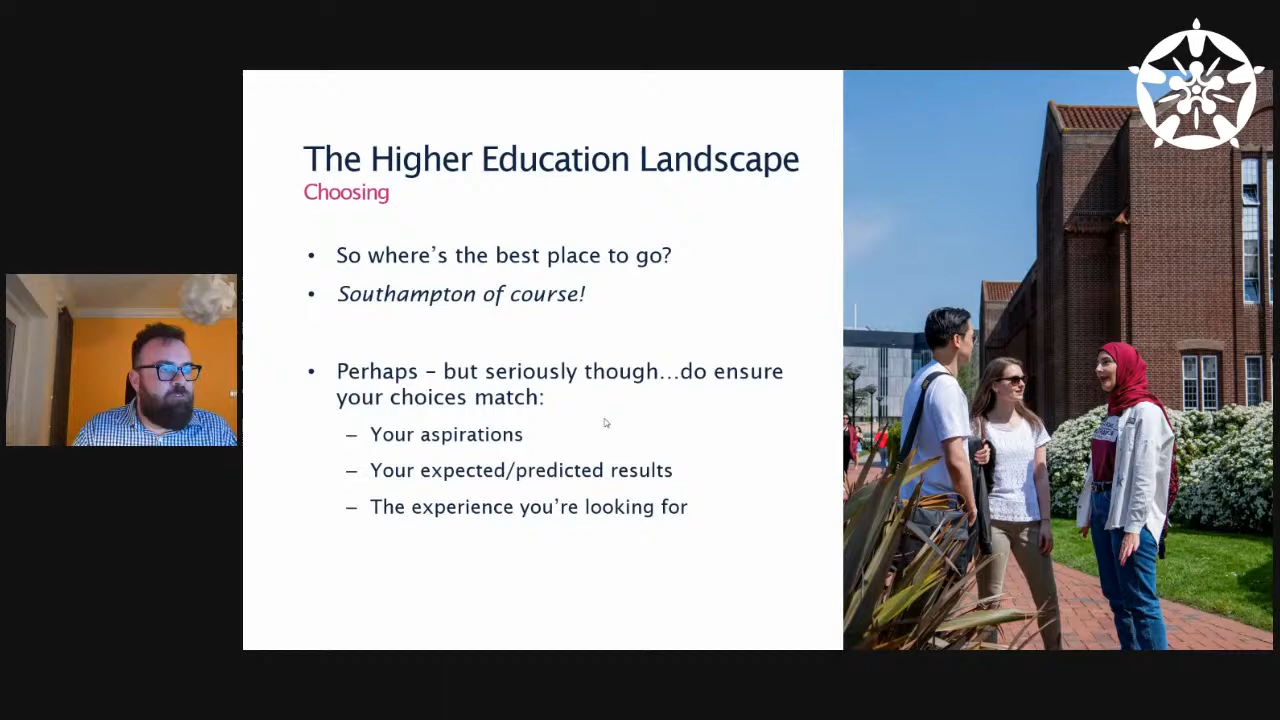 The Higher Education Landscape
Choosing
• So where’s the best place to go?
• Southampton of course!
• Perhaps – but seriously though…do ensure
your choices match:
– Your aspirations
– Your expected/predicted results
– The experience you’re looking for